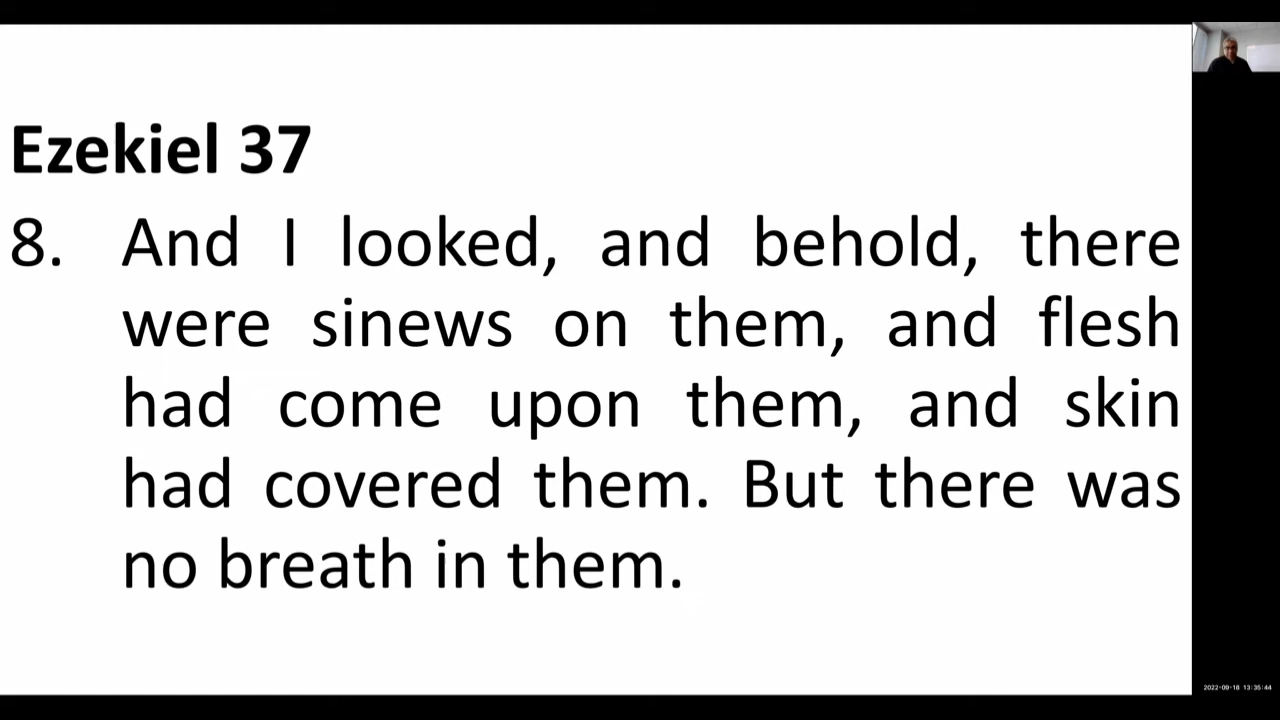 Ezekiel 37
8. And I looked, and behold, there
were sinews on them, and flesh
had come upon them, and skin
had covered them. But there was
no breath in them.
2022-09-18 13:35:44